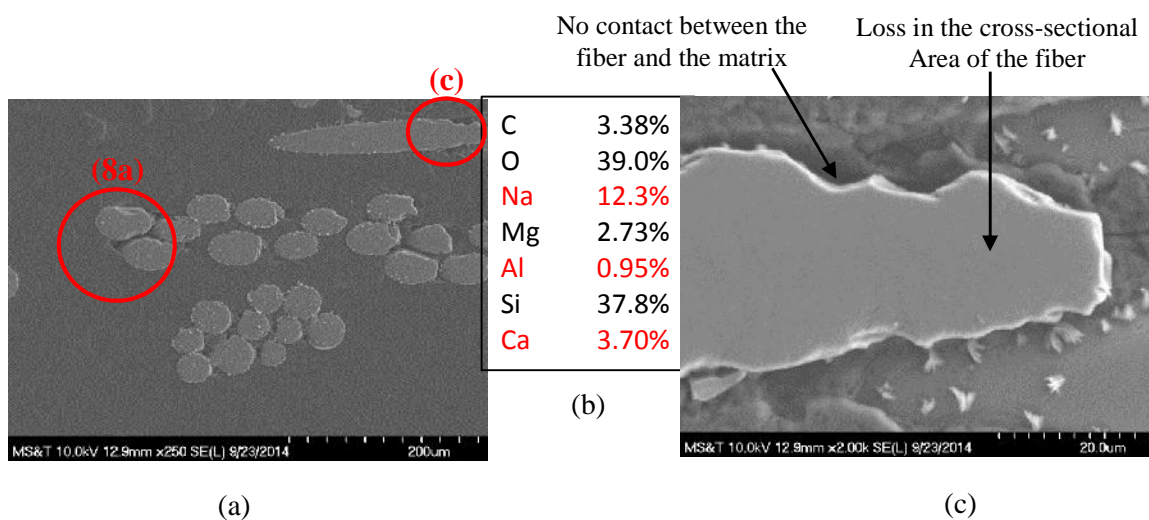 No contact between the
fiber and the matrix
Loss in the cross-sectional
Area of the fiber
(c)
(8a)
C 3.38%
O 39.0%
Na 12.3%
Mg 2.73%
Al 0.95%
Si 37.8%
Ca 3.70%
(b)
MS&T 10.0kV 12.9mm x250 SE(L) 9/23/2014 200um
MS&T 10.0kV 12.9mm x2.00k SE(L) 9/23/2014 20.0um
(a)
(c)